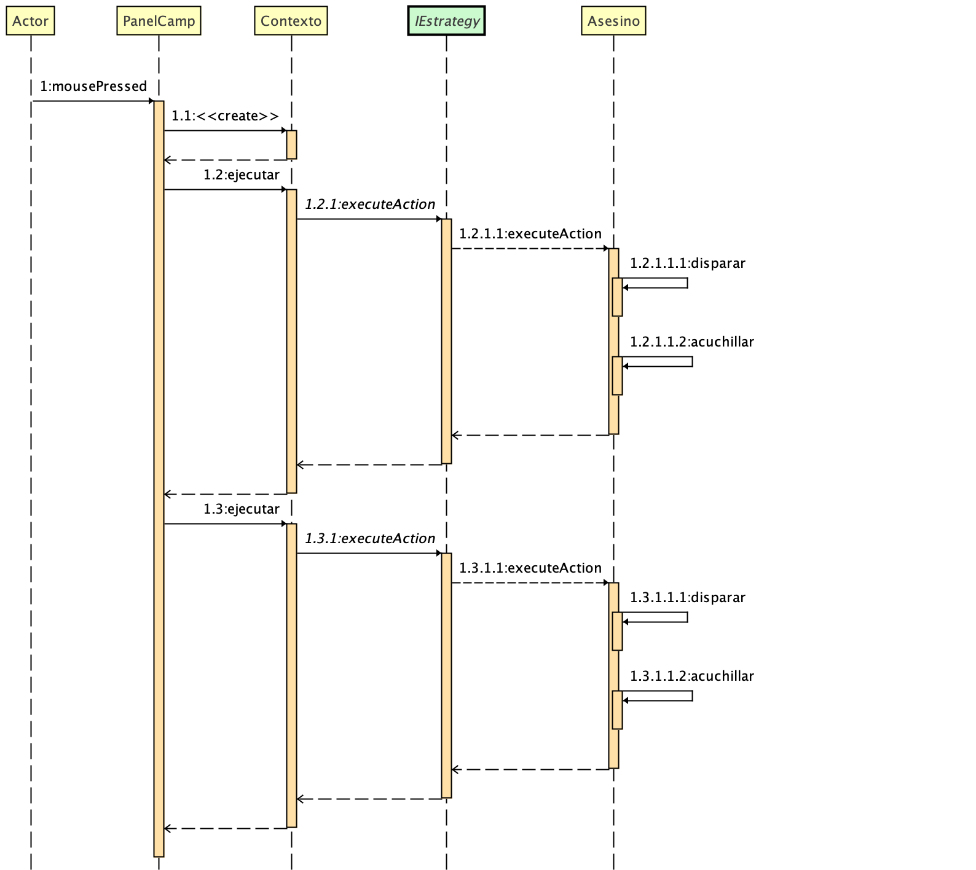 Actor
PanelCamp
Contexto
IEstrategy
Asesino
1:mousePressed
1.1:<<create>>
1.2:ejecutar
1.2.1:executeAction
1.2.1.1:executeAction
1.2.1.1.1:disparar
1.2.1.1.2:acuchillar
1.3:ejecutar
1.3.1:executeAction
1.3.1.1:executeAction
1.3.1.1.1:disparar
1.3.1.1.2:acuchillar